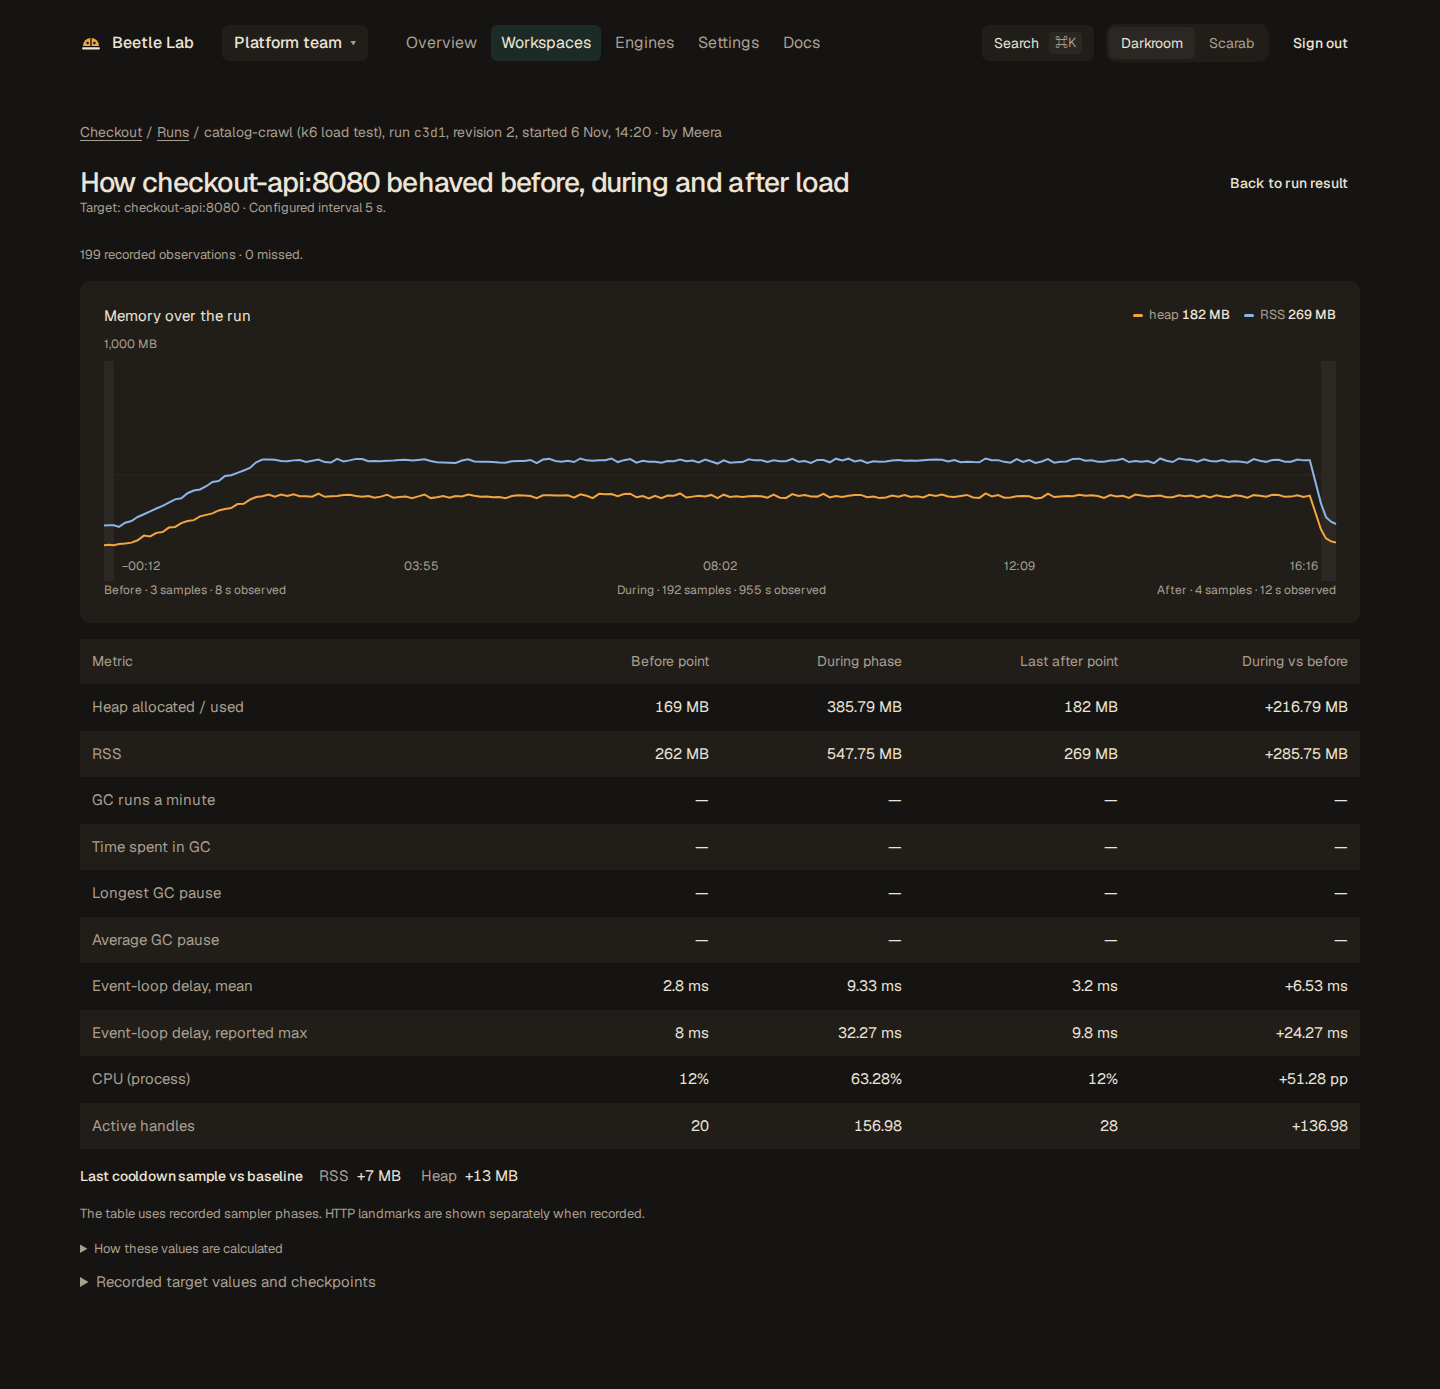 Beetle Lab Platform team ▾ Overview Workspaces Engines Settings Docs Search ⌘K Darkroom Scarab Sign out
Checkout / Runs / catalog-crawl (k6 load test), run c3d1, revision 2, started 6 Nov, 14:20 · by Meera
How checkout-api:8080 behaved before, during and after load Back to run result
Target: checkout-api:8080 · Configured interval 5 s.
199 recorded observations · 0 missed.
Memory over the run heap 182 MB RSS 269 MB
1,000 MB
−00:12 03:55 08:02 12:09 16:16
Before · 3 samples · 8 s observed During · 192 samples · 955 s observed After · 4 samples · 12 s observed
Metric Before point During phase Last after point During vs before
Heap allocated / used 169 MB 385.79 MB 182 MB +216.79 MB
RSS 262 MB 547.75 MB 269 MB +285.75 MB
GC runs a minute — — — —
Time spent in GC — — — —
Longest GC pause — — — —
Average GC pause — — — —
Event-loop delay, mean 2.8 ms 9.33 ms 3.2 ms +6.53 ms
Event-loop delay, reported max 8 ms 32.27 ms 9.8 ms +24.27 ms
CPU (process) 12% 63.28% 12% +51.28 pp
Active handles 20 156.98 28 +136.98
Last cooldown sample vs baseline RSS +7 MB Heap +13 MB
The table uses recorded sampler phases. HTTP landmarks are shown separately when recorded.
▶ How these values are calculated
▶ Recorded target values and checkpoints